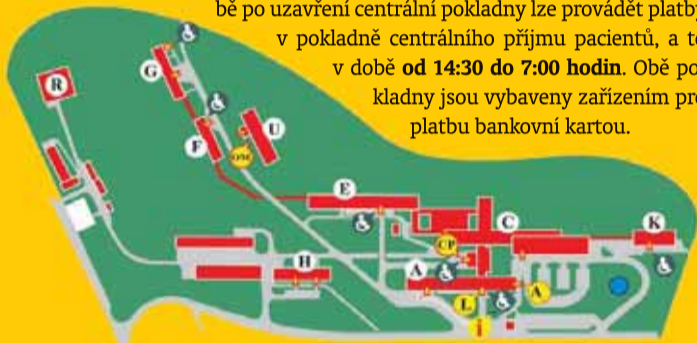 bě po uzavření centrální pokladny lze provádět platby
v pokladně centrálního příjmu pacientů, a to
v době od 14:30 do 7:00 hodin. Obě po-
kladny jsou vybaveny zařízením pro
platbu bankovní kartou.
G
R
U
F
OM
E
C
K
CP
H
A
L
A
i